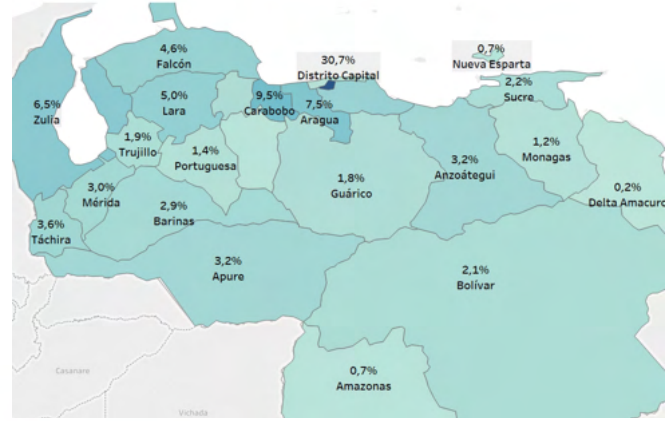 4,6%
Falcón
30,7%
Distrito Capital
0,7%
Nueva Esparta
6,5%
Zulia
5,0%
Lara
9,5%
Carabobo
7,5%
Aragua
2,2%
Sucre
1,9%
Trujillo
1,4%
Portuguesa
3,2%
Anzoátegui
1,2%
Monagas
3,0%
Mérida
1,8%
Guárico
0,2%
Delta Amacuro
3,6%
Táchira
2,9%
Barinas
3,2%
Apure
2,1%
Bolívar
Casanare
0,7%
Amazonas
Vichada